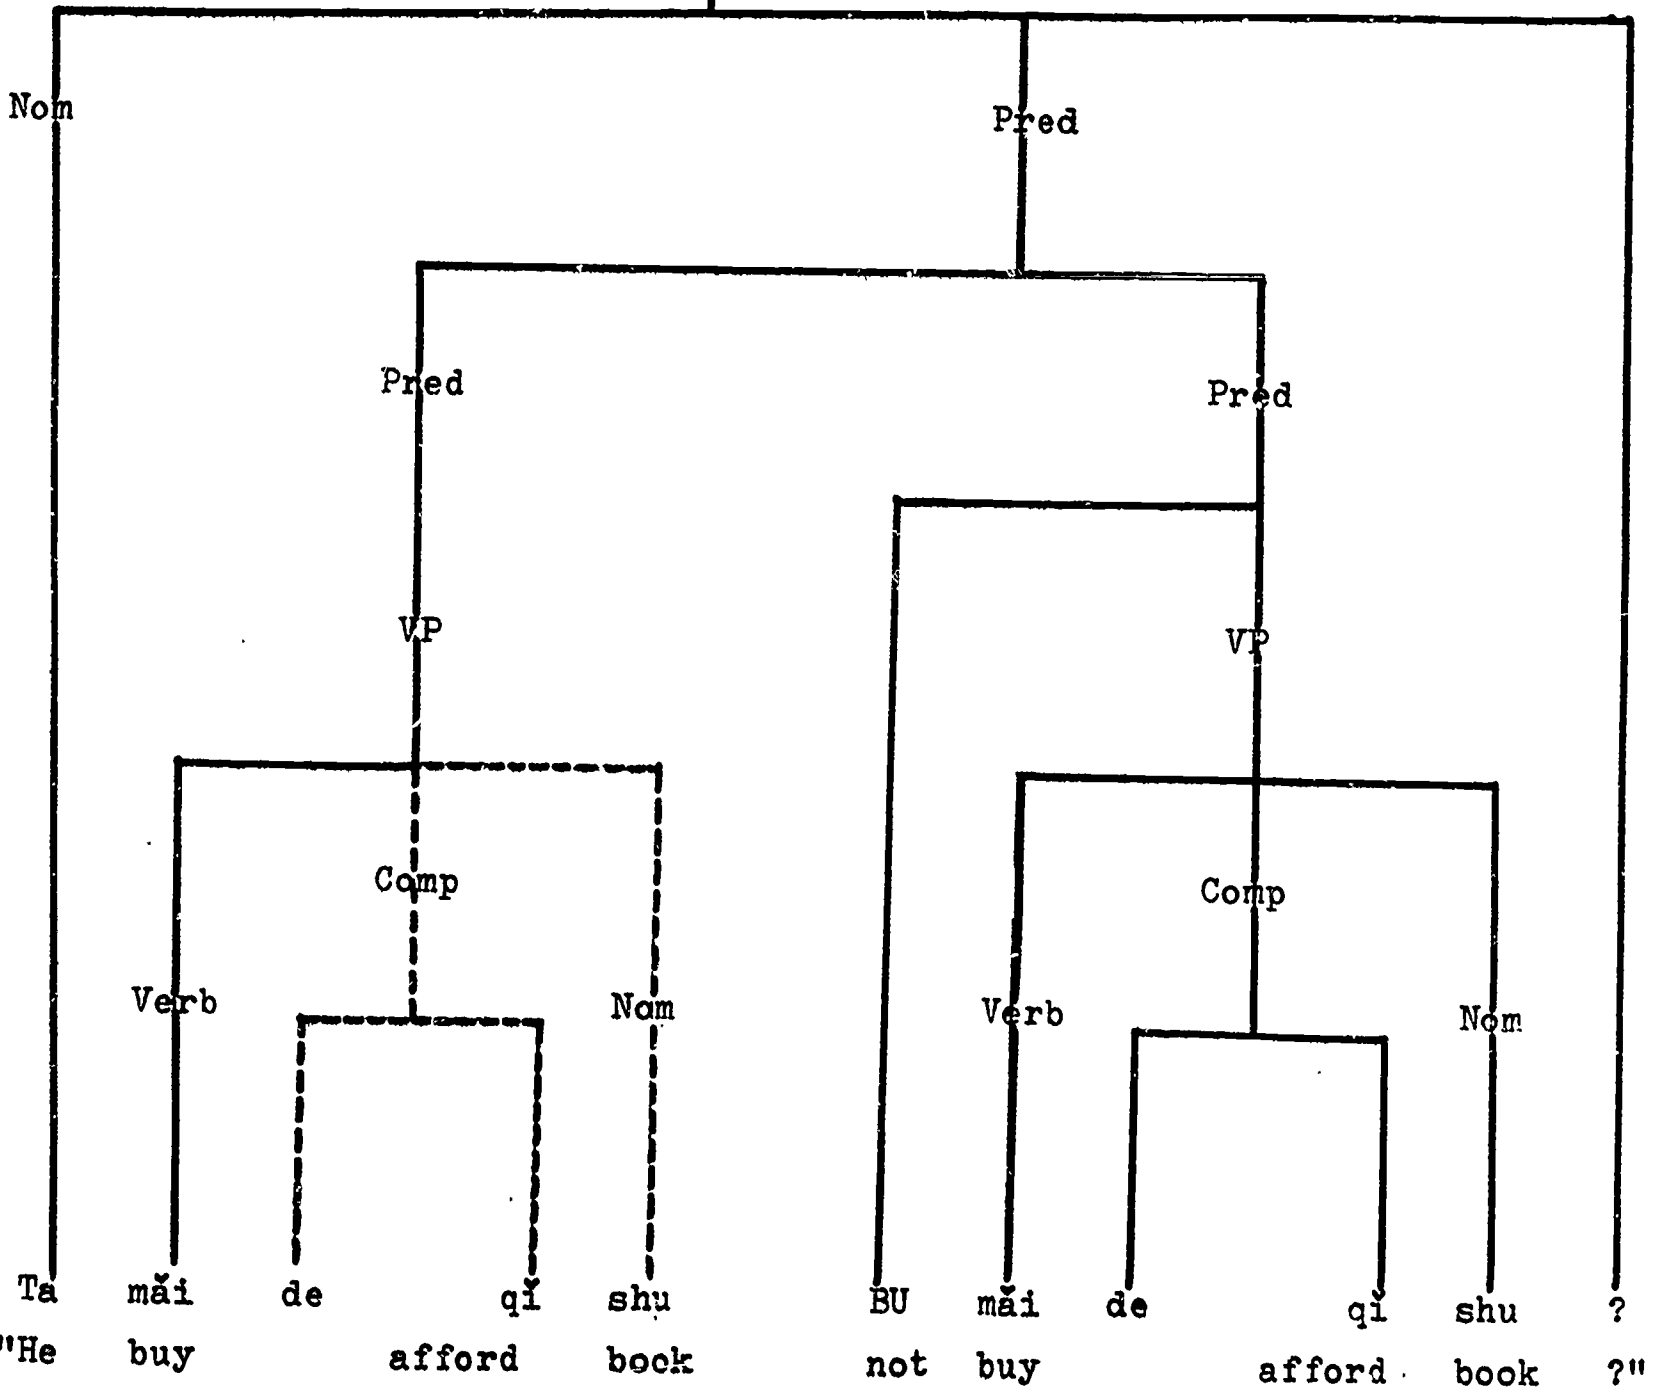 Nom Pred
Pred Pred
VP VP
Comp Comp
Verb Nom Verb Nom
Ta mǎi de qǐ shu BU mǎi de qǐ shu ?
"He buy afford book not buy afford book ?"